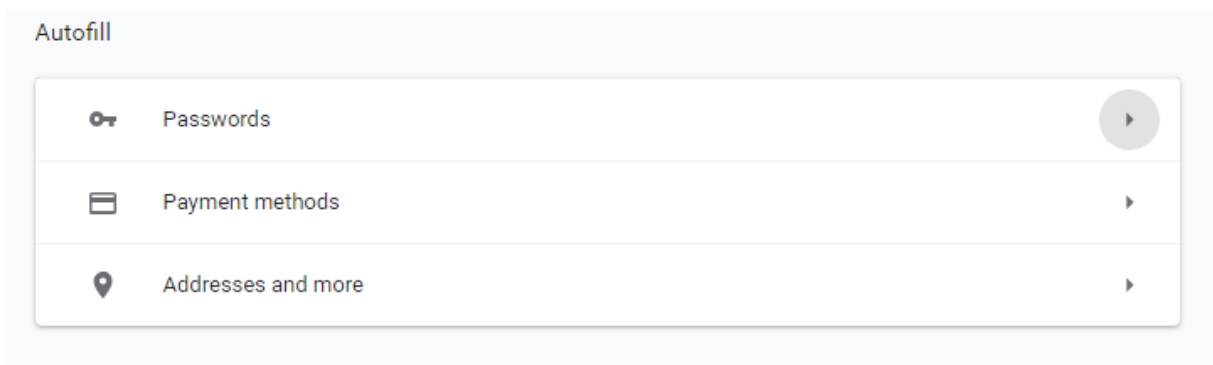 Autofill
Passwords
Payment methods
Addresses and more